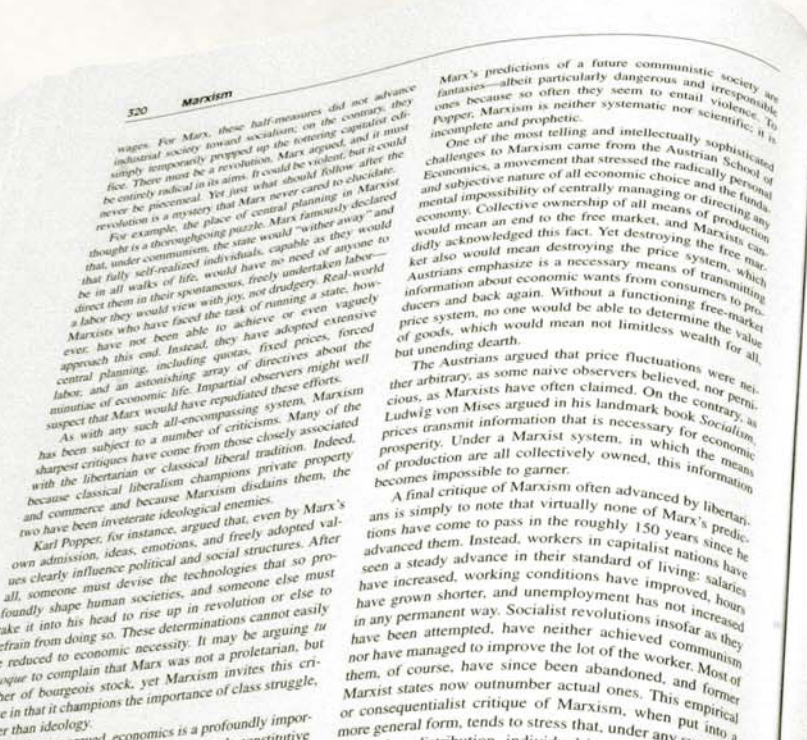 320 Marxism
wages. For Marx, these half-measures did not advance
industrial society toward socialism; on the contrary, they
simply temporarily propped up the tottering capitalist edi-
fice. There must be a revolution, Marx argued, and it must
be entirely radical in its aims. It could be violent, but it could
never be piecemeal. Yet just what should follow after the
revolution is a mystery that Marx never cared to elucidate.
For example, the place of central planning in Marxist
thought is a thoroughgoing puzzle. Marx famously declared
that, under communism, the state would "wither away" and
that fully self-realized individuals, capable as they would
be in all walks of life, would have no need of anyone to
direct them in their spontaneous, freely undertaken labor—
a labor they would view with joy, not drudgery. Real-world
Marxists who have faced the task of running a state, how-
ever, have not been able to achieve or even vaguely
approach this end. Instead, they have adopted extensive
central planning, including quotas, fixed prices, forced
labor, and an astonishing array of directives about the
minutiae of economic life. Impartial observers might well
suspect that Marx would have repudiated these efforts.
As with any such all-encompassing system, Marxism
has been subject to a number of criticisms. Many of the
sharpest critiques have come from those closely associated
with the libertarian or classical liberal tradition. Indeed,
because classical liberalism champions private property
and commerce and because Marxism disdains them, the
two have been inveterate ideological enemies.
Karl Popper, for instance, argued that, even by Marx's
own admission, ideas, emotions, and freely adopted val-
ues clearly influence political and social structures. After
all, someone must devise the technologies that so pro-
foundly shape human societies, and someone else must
ake it into his head to rise up in revolution or else to
efrain from doing so. These determinations cannot easily
reduced to economic necessity. It may be arguing tu
oque to complain that Marx was not a proletarian, but
her of bourgeois stock, yet Marxism invites this cri-
e in that it champions the importance of class struggle,
er than ideology.
economics is a profoundly impor-
Marx's predictions of a future communistic society are
fantasies—albeit particularly dangerous and irresponsible
ones because so often they seem to entail violence. To
Popper, Marxism is neither systematic nor scientific; it is
incomplete and prophetic.
One of the most telling and intellectually sophisticated
challenges to Marxism came from the Austrian School of
Economics, a movement that stressed the radically personal
and subjective nature of all economic choice and the funda-
mental impossibility of centrally managing or directing any
economy. Collective ownership of all means of production
would mean an end to the free market, and Marxists can-
didly acknowledged this fact. Yet destroying the free mar-
ket also would mean destroying the price system, which
Austrians emphasize is a necessary means of transmitting
information about economic wants from consumers to pro-
ducers and back again. Without a functioning free-market
price system, no one would be able to determine the value
of goods, which would mean not limitless wealth for all,
but unending dearth.
The Austrians argued that price fluctuations were nei-
ther arbitrary, as some naive observers believed, nor perni-
cious, as Marxists have often claimed. On the contrary, as
Ludwig von Mises argued in his landmark book Socialism,
prices transmit information that is necessary for economic
prosperity. Under a Marxist system, in which the means
of production are all collectively owned, this information
becomes impossible to garner.
A final critique of Marxism often advanced by libertari-
ans is simply to note that virtually none of Marx's predic-
tions have come to pass in the roughly 150 years since he
advanced them. Instead, workers in capitalist nations have
seen a steady advance in their standard of living: salaries
have increased, working conditions have improved, hours
have grown shorter, and unemployment has not increased
in any permanent way. Socialist revolutions insofar as they
have been attempted, have neither achieved communism
nor have managed to improve the lot of the worker. Most of
them, of course, have since been abandoned, and former
Marxist states now outnumber actual ones. This empirical
or consequentialist critique of Marxism, when put into a
more general form, tends to stress that, under any